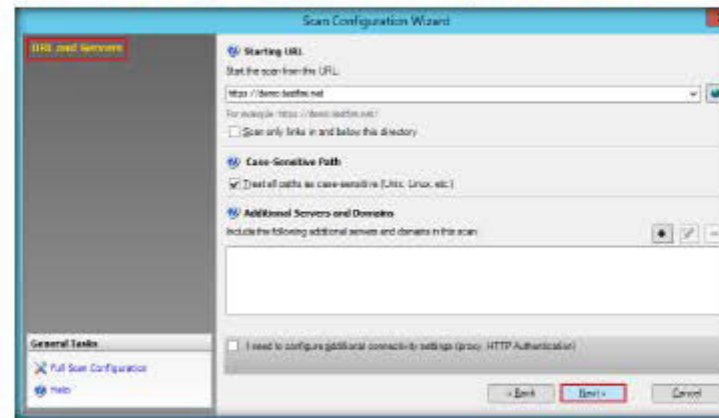 Scan Configuration Wizard
URL and Servers
Starting URL
Start the scan from this URL:
https://demo.testfire.net
For example: https://demo.testfire.net/
Scan only links in and below this directory
Case-Sensitive Path
Treat all paths as case-sensitive (Unix, Linux, etc.)
Additional Servers and Domains
Include the following additional servers and domains in this scan:
General Tasks
Full Scan Configuration
Help
I need to configure additional connectivity settings (proxy, HTTP Authentication)
< Back
Next >
Cancel